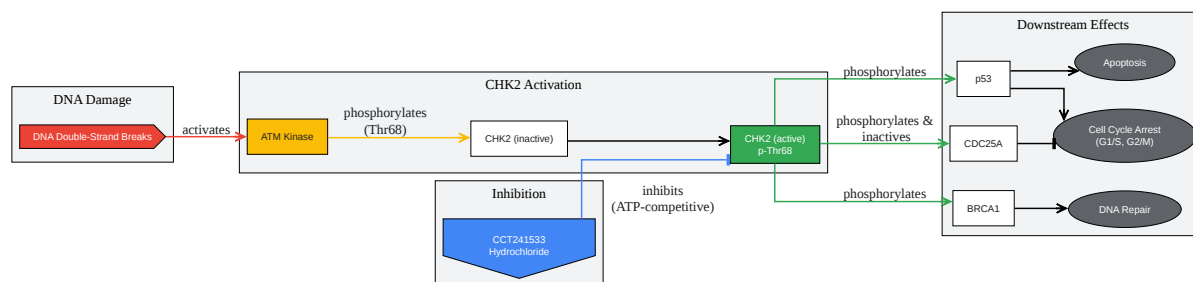 DNA Damage
DNA Double-Strand Breaks
activates
CHK2 Activation
ATM Kinase
phosphorylates
(Thr68)
CHK2 (inactive)
CHK2 (active)
p-Thr68
Inhibition
CCT241533
Hydrochloride
inhibits
(ATP-competitive)
phosphorylates
phosphorylates &
inactives
phosphorylates
Downstream Effects
p53
Apoptosis
CDC25A
Cell Cycle Arrest
(G1/S, G2/M)
BRCA1
DNA Repair